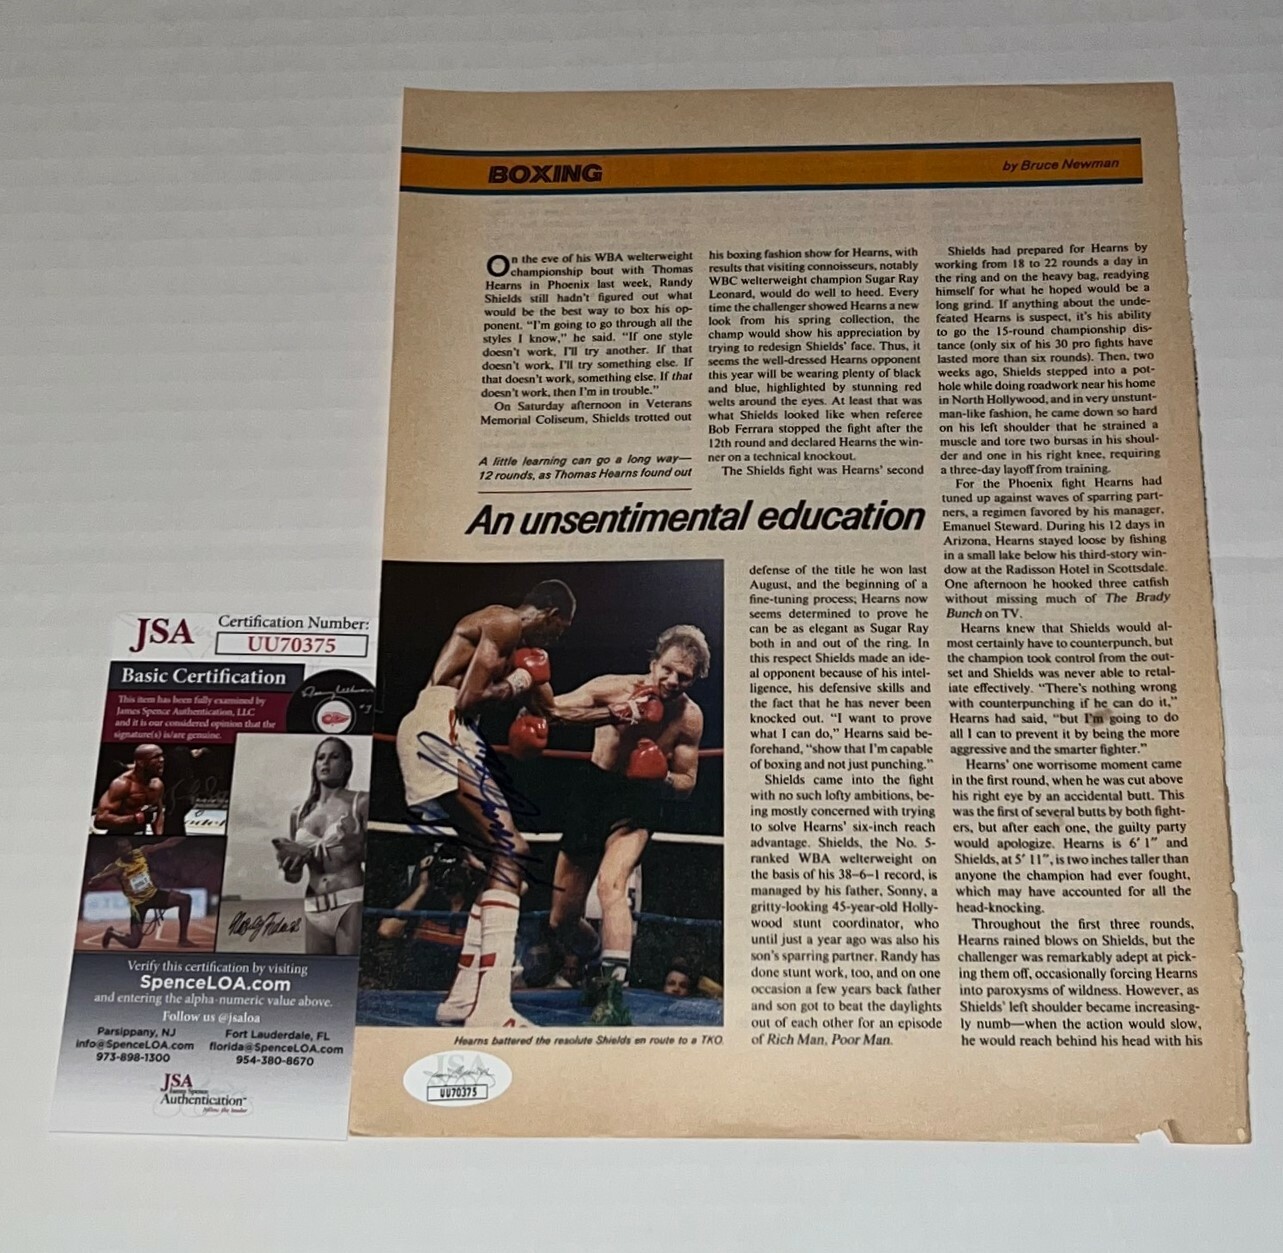 BOXING
by Bruce Newman
On the eve of his WBA welterweight
championship bout with Thomas
Hearns in Phoenix last week, Randy
Shields still hadn't figured out what
would be the best way to box his op-
ponent. "I'm going to go through all the
styles I know," he said. "If one style
doesn't work, I'll try another. If that
doesn't work, I'll try something else. If
that doesn't work, something else. If that
doesn't work, then I'm in trouble."
On Saturday afternoon in Veterans
Memorial Coliseum, Shields trotted out
his boxing fashion show for Hearns, with
results that visiting connoisseurs, notably
WBC welterweight champion Sugar Ray
Leonard, would do well to heed. Every
time the challenger showed Hearns a new
look from his spring collection, the
champ would show his appreciation by
trying to redesign Shields' face. Thus, it
seems the well-dressed Hearns opponent
this year will be wearing plenty of black
and blue, highlighted by stunning red
welts around the eyes. At least that was
what Shields looked like when referee
Bob Ferrara stopped the fight after the
12th round and declared Hearns the win-
ner on a technical knockout.
The Shields fight was Hearns' second
A little learning can go a long way—
12 rounds, as Thomas Hearns found out
An unsentimental education
defense of the title he won last
August, and the beginning of a
fine-tuning process; Hearns now
seems determined to prove he
can be as elegant as Sugar Ray
both in and out of the ring. In
this respect Shields made an ide-
al opponent because of his intel-
ligence, his defensive skills and
the fact that he has never been
knocked out. "I want to prove
what I can do," Hearns said be-
forehand, "show that I'm capable
of boxing and not just punching."
Shields came into the fight
with no such lofty ambitions, be-
ing mostly concerned with trying
to solve Hearns' six-inch reach
advantage. Shields, the No. 5-
ranked WBA welterweight on
the basis of his 38–6–1 record, is
managed by his father, Sonny, a
gritty-looking 45-year-old Holly-
wood stunt coordinator, who
until just a year ago was also his
son's sparring partner. Randy has
done stunt work, too, and on one
occasion a few years back father
and son got to beat the daylights
out of each other for an episode
of Rich Man, Poor Man.
Shields had prepared for Hearns by
working from 18 to 22 rounds a day in
the ring and on the heavy bag, readying
himself for what he hoped would be a
long grind. If anything about the unde-
feated Hearns is suspect, it's his ability
to go the 15-round championship dis-
tance (only six of his 30 pro fights have
lasted more than six rounds). Then, two
weeks ago, Shields stepped into a pot-
hole while doing roadwork near his home
in North Hollywood, and in very unstunt-
man-like fashion, he came down so hard
on his left shoulder that he strained a
muscle and tore two bursas in his shoul-
der and one in his right knee, requiring
a three-day layoff from training.
For the Phoenix fight Hearns had
tuned up against waves of sparring part-
ners, a regimen favored by his manager,
Emanuel Steward. During his 12 days in
Arizona, Hearns stayed loose by fishing
in a small lake below his third-story win-
dow at the Radisson Hotel in Scottsdale.
One afternoon he hooked three catfish
without missing much of The Brady
Bunch on TV.
Hearns knew that Shields would al-
most certainly have to counterpunch, but
the champion took control from the out-
set and Shields was never able to retal-
iate effectively. "There's nothing wrong
with counterpunching if he can do it,"
Hearns had said, "but I'm going to do
all I can to prevent it by being the more
aggressive and the smarter fighter."
Hearns' one worrisome moment came
in the first round, when he was cut above
his right eye by an accidental butt. This
was the first of several butts by both fight-
ers, but after each one, the guilty party
would apologize. Hearns is 6' 1" and
Shields, at 5' 11", is two inches taller than
anyone the champion had ever fought,
which may have accounted for all the
head-knocking.
Throughout the first three rounds,
Hearns rained blows on Shields, but the
challenger was remarkably adept at pick-
ing them off, occasionally forcing Hearns
into paroxysms of wildness. However, as
Shields' left shoulder became increasing-
ly numb—when the action would slow,
he would reach behind his head with his
Hearns battered the resolute Shields en route to a TKO.
JSA
UU70375
JSA
Certification Number:
UU70375
Basic Certification
This item has been fully examined by
James Spence Authentication, LLC
and it is our considered opinion that the
signature(s) is/are genuine.
Verify this certification by visiting
SpenceLOA.com
and entering the alpha-numeric value above.
Follow us @jsaloa
Parsippany, NJ
info@SpenceLOA.com
973-898-1300
Fort Lauderdale, FL
florida@SpenceLOA.com
954-380-8670
JSA
James Spence
Authentication